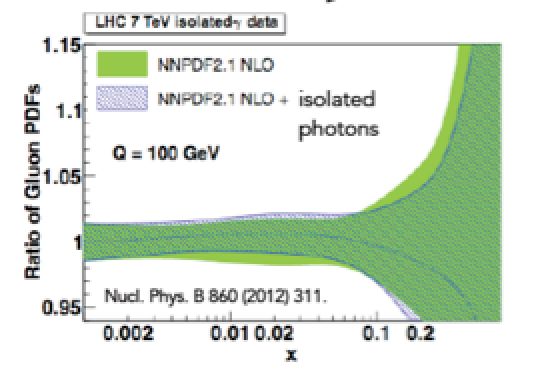 LHC 7 TeV isolatedγ data
1.15
NNPDF2.1 NLO
NNPDF2.1 NLO + isolated
photons
1.1
Q = 100 GeV
1.05
1
0.95
Ratio of Gluon PDFs
Nucl. Phys. B 860 (2012) 311.
0.002 0.01 0.02 0.1 0.2
x